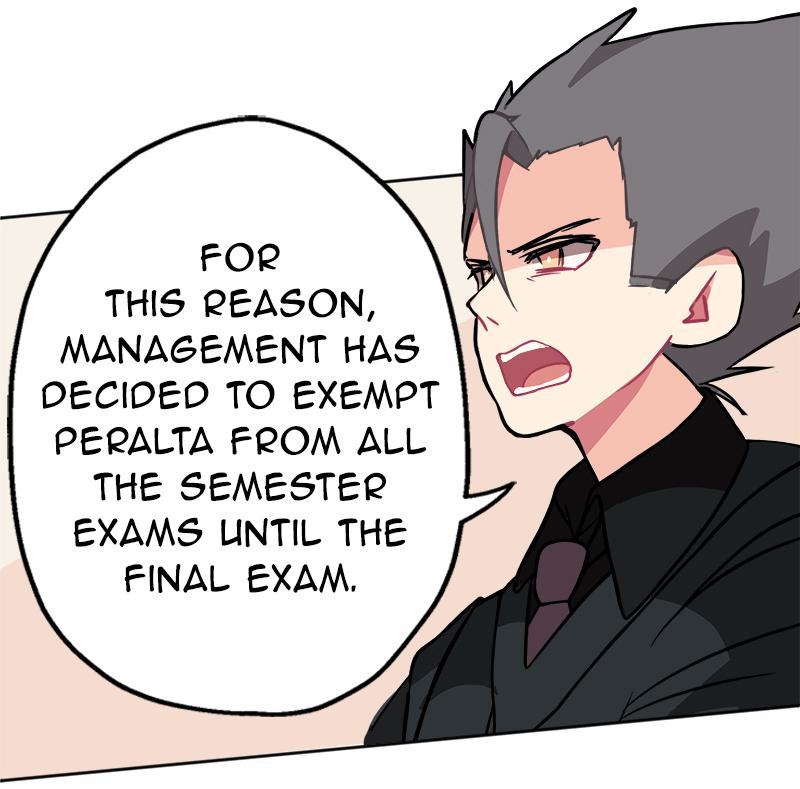 FOR
THIS REASON,
MANAGEMENT HAS
DECIDED TO EXEMPT
PERALTA FROM ALL
THE SEMESTER
EXAMS UNTIL THE
FINAL EXAM.